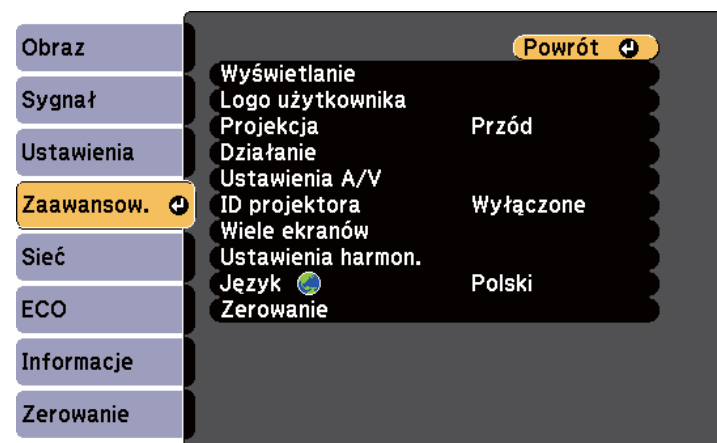 Obraz
Sygnał
Ustawienia
Zaawansow.
Sieć
ECO
Informacje
Zerowanie
Powrót
Wyświetlanie
Logo użytkownika
Projekcja Przód
Działanie
Ustawienia A/V
ID projektora Wyłączone
Wiele ekranów
Ustawienia harmon.
Język Polski
Zerowanie